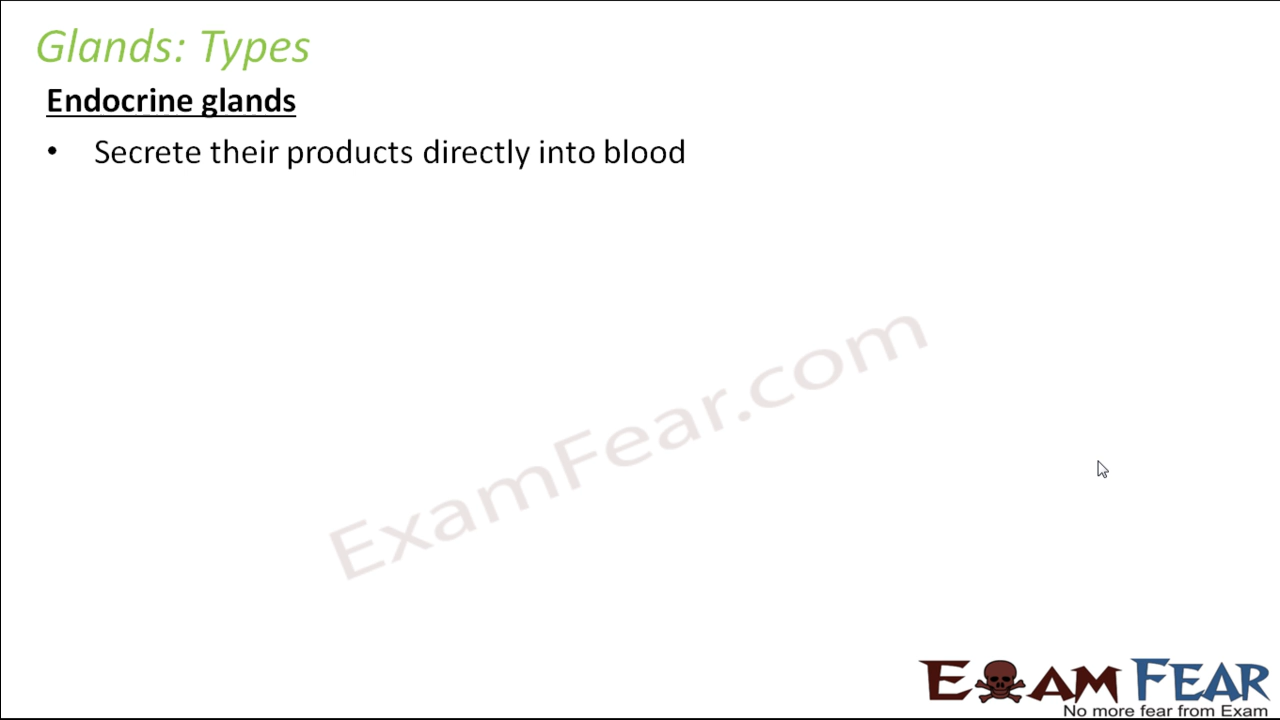 Glands: Types
Endocrine glands
• Secrete their products directly into blood
ExamFear.com
EXAM FEAR
No more fear from Exam